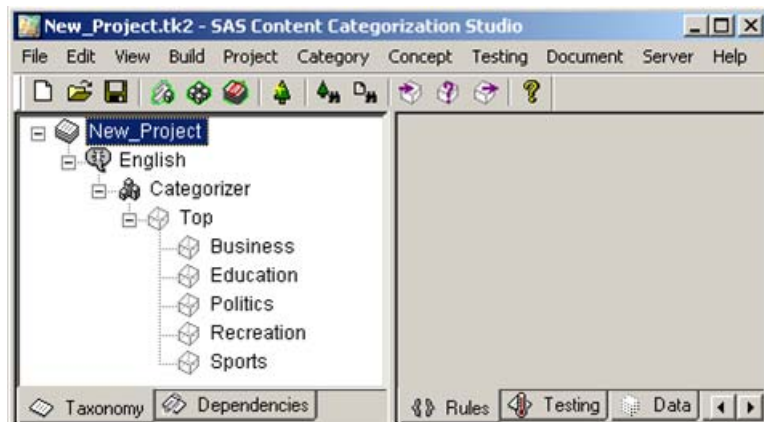 New_Project.tk2 - SAS Content Categorization Studio
File Edit View Build Project Category Concept Testing Document Server Help
New_Project
English
Categorizer
Top
Business
Education
Politics
Recreation
Sports
Taxonomy Dependencies Rules Testing Data